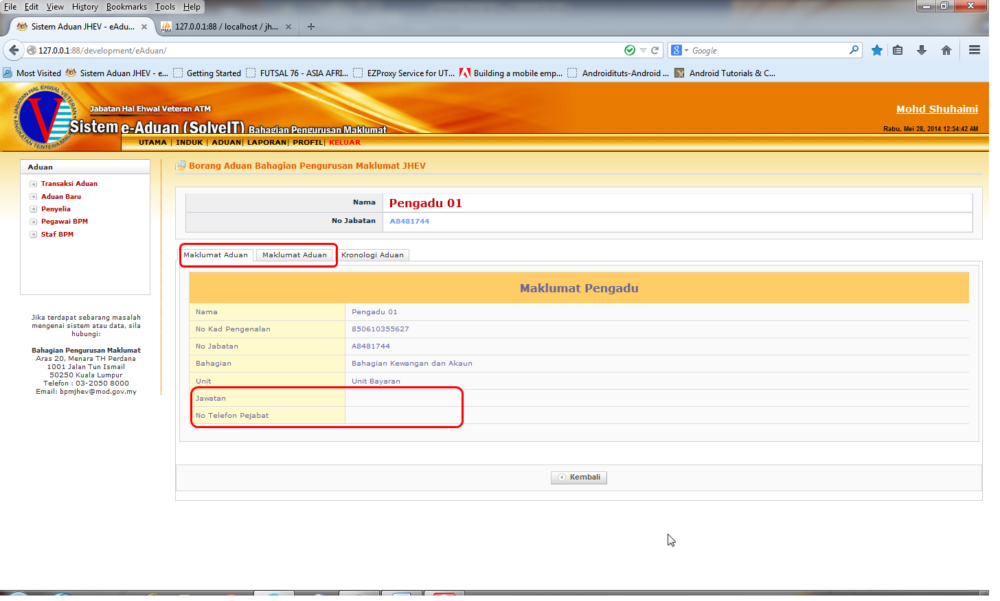 File Edit View History Bookmarks Tools Help
Sistem Aduan JHEV - eAdu... × 127.0.0.1:88 / localhost / jh... × +
127.0.0.1:88/development/eAduan/ Google
Most Visited Sistem Aduan JHEV - e... Getting Started FUTSAL 76 - ASIA AFRI... EZProxy Service for UT... Building a mobile emp... Androidituts-Android ... Android Tutorials & C...
JABATAN HAL EHWAL VETERAN
ANGKATAN TENTERA MALAYSIA
Jabatan Hal Ehwal Veteran ATM
Sistem e-Aduan (SolveIT) Bahagian Pengurusan Maklumat
Mohd Shuhaimi
Rabu, Mei 28, 2014 12:54:42 AM
UTAMA | INDUK | ADUAN| LAPORAN| PROFIL| KELUAR
Aduan
Transaksi Aduan
Aduan Baru
Penyelia
Pegawai BPM
Staf BPM
Jika terdapat sebarang masalah
mengenai sistem atau data, sila
hubungi:
Bahagian Pengurusan Maklumat
Aras 20, Menara TH Perdana
1001 Jalan Tun Ismail
50250 Kuala Lumpur
Telefon : 03-2050 8000
Email: bpmjhev@mod.gov.my
Borang Aduan Bahagian Pengurusan Maklumat JHEV
Nama Pengadu 01
No Jabatan A8481744
Maklumat Aduan Maklumat Aduan Kronologi Aduan
Maklumat Pengadu
Nama Pengadu 01
No Kad Pengenalan 850610355627
No Jabatan A8481744
Bahagian Bahagian Kewangan dan Akaun
Unit Unit Bayaran
Jawatan
No Telefon Pejabat
Kembali